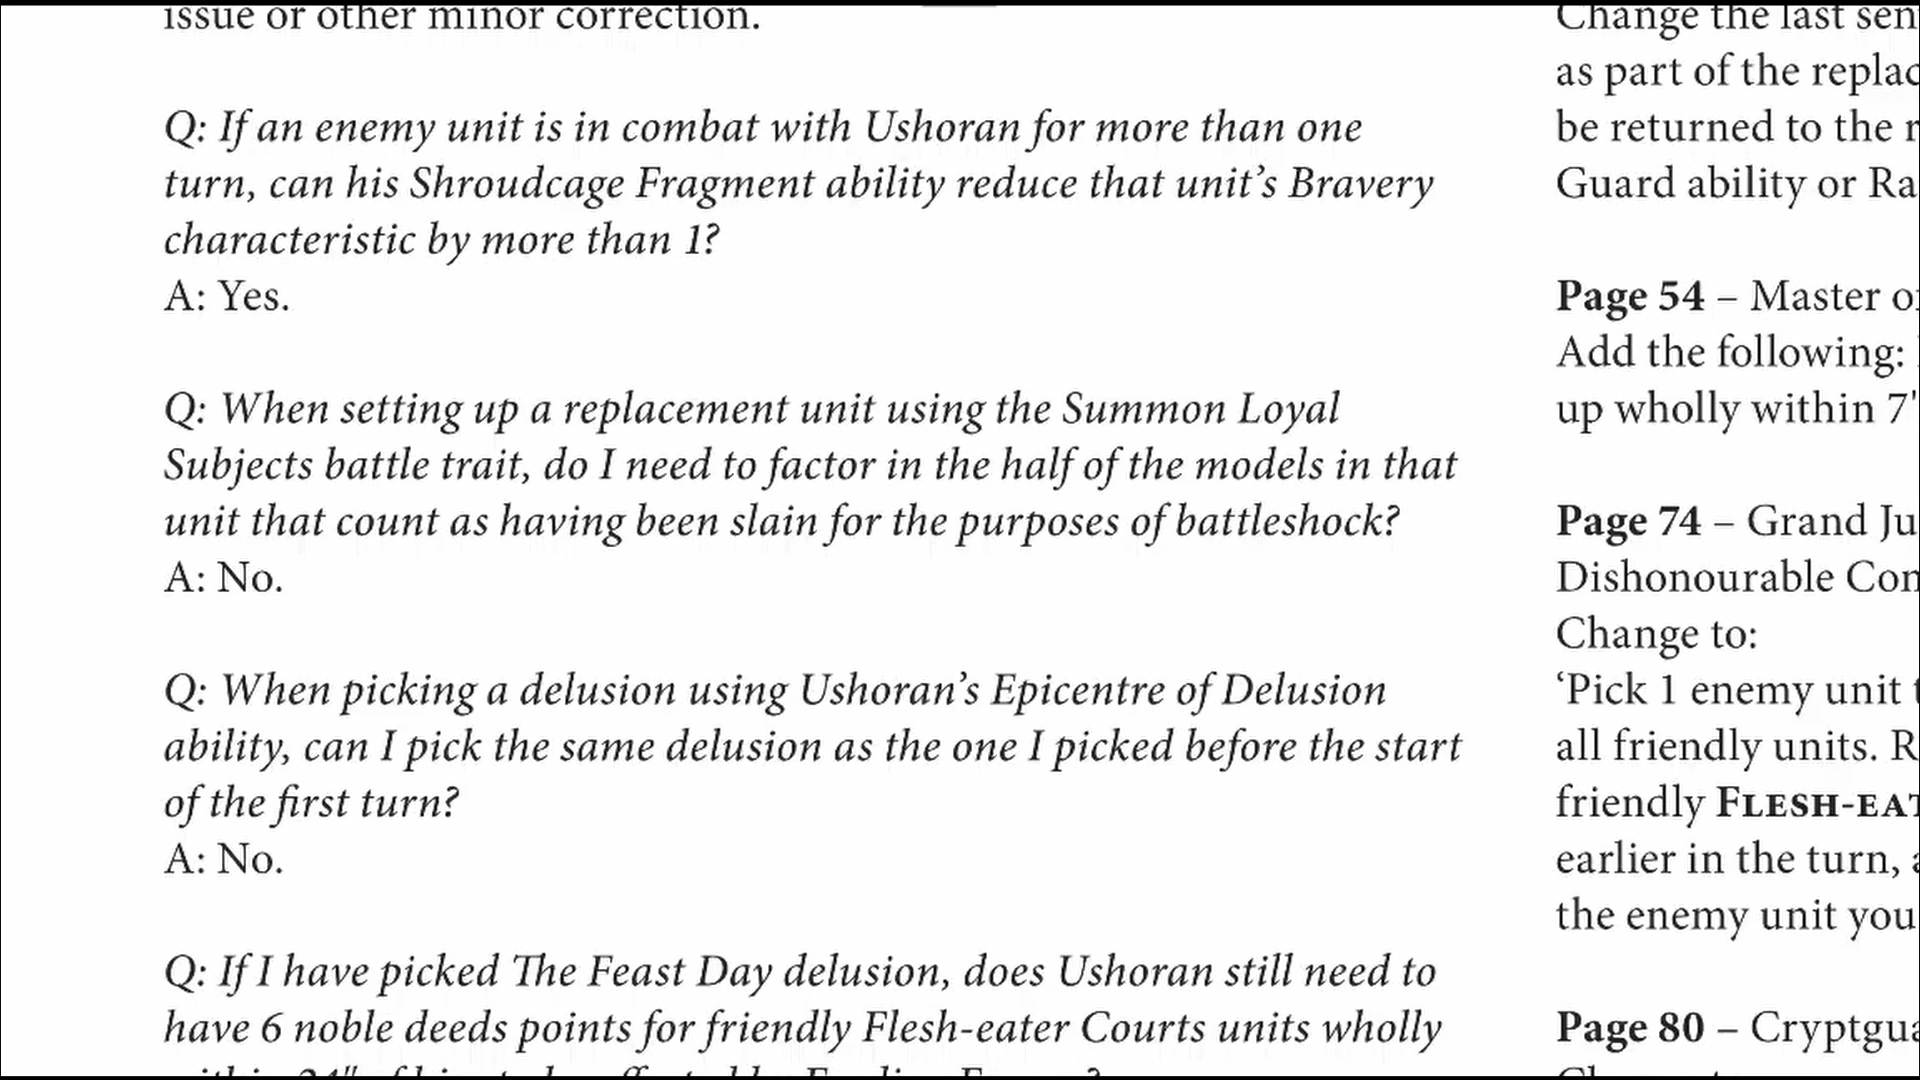 issue or other minor correction.
Q: If an enemy unit is in combat with Ushoran for more than one
turn, can his Shroudcage Fragment ability reduce that unit’s Bravery
characteristic by more than 1?
A: Yes.
Q: When setting up a replacement unit using the Summon Loyal
Subjects battle trait, do I need to factor in the half of the models in that
unit that count as having been slain for the purposes of battleshock?
A: No.
Q: When picking a delusion using Ushoran’s Epicentre of Delusion
ability, can I pick the same delusion as the one I picked before the start
of the first turn?
A: No.
Q: If I have picked The Feast Day delusion, does Ushoran still need to
have 6 noble deeds points for friendly Flesh-eater Courts units wholly
Change the last sen
as part of the replac
be returned to the r
Guard ability or Ra
Page 54 – Master o
Add the following:
up wholly within 7"
Page 74 – Grand Ju
Dishonourable Con
Change to:
‘Pick 1 enemy unit t
all friendly units. R
friendly FLESH-EAT
earlier in the turn, a
the enemy unit you
Page 80 – Cryptgua